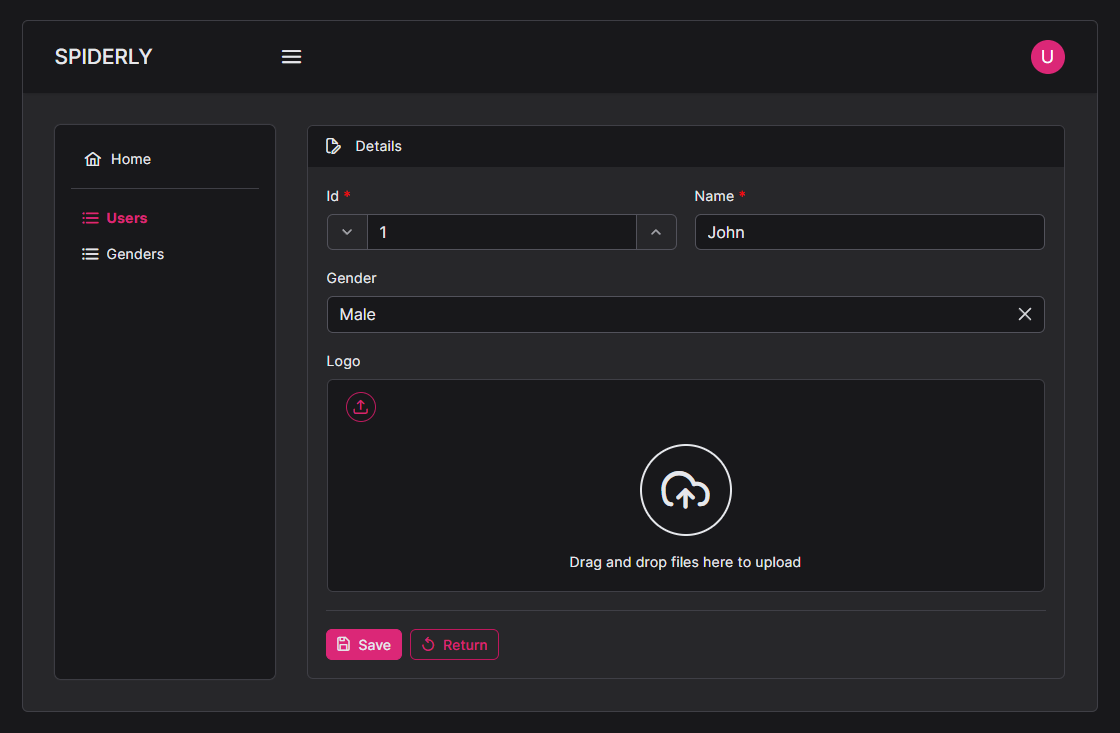 SPIDERLY
U
Home
Users
Genders
Details
Id *
Name *
1
John
Gender
Male
Logo
Drag and drop files here to upload
Save
Return